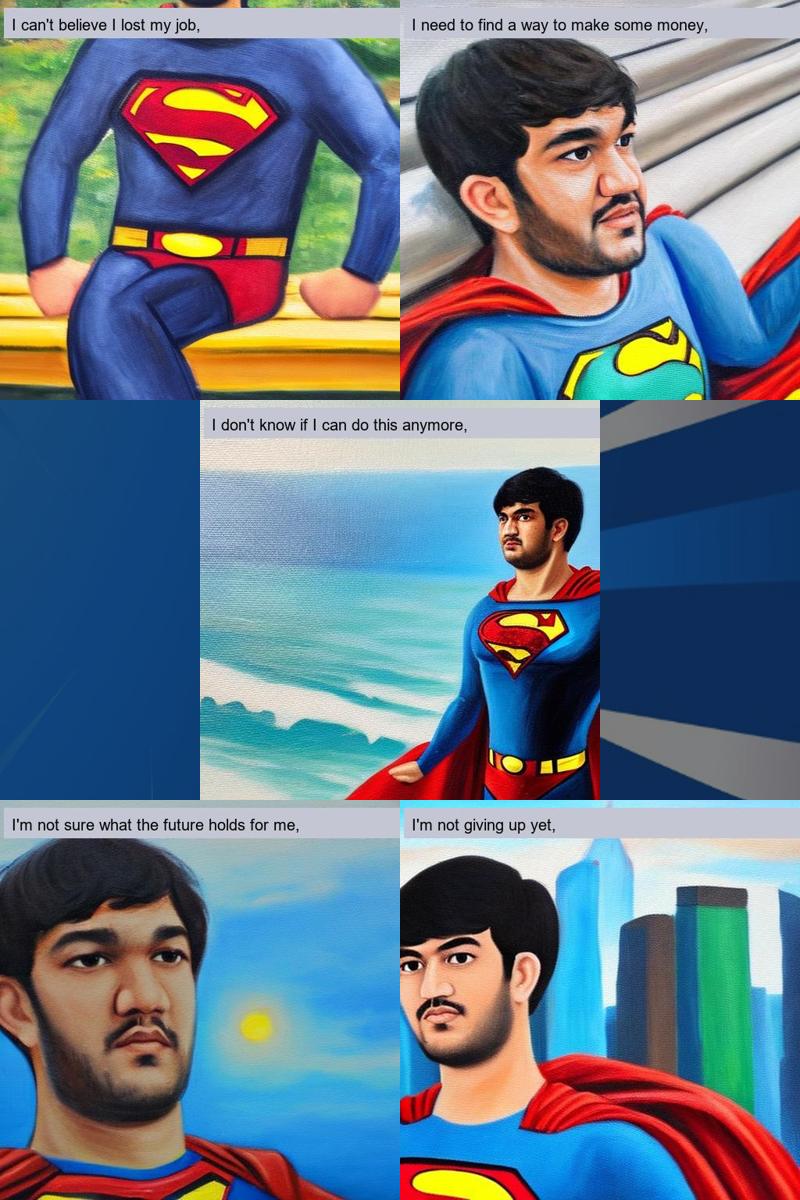 I can't believe I lost my job,
I need to find a way to make some money,
I don't know if I can do this anymore,
I'm not sure what the future holds for me,
I'm not giving up yet,